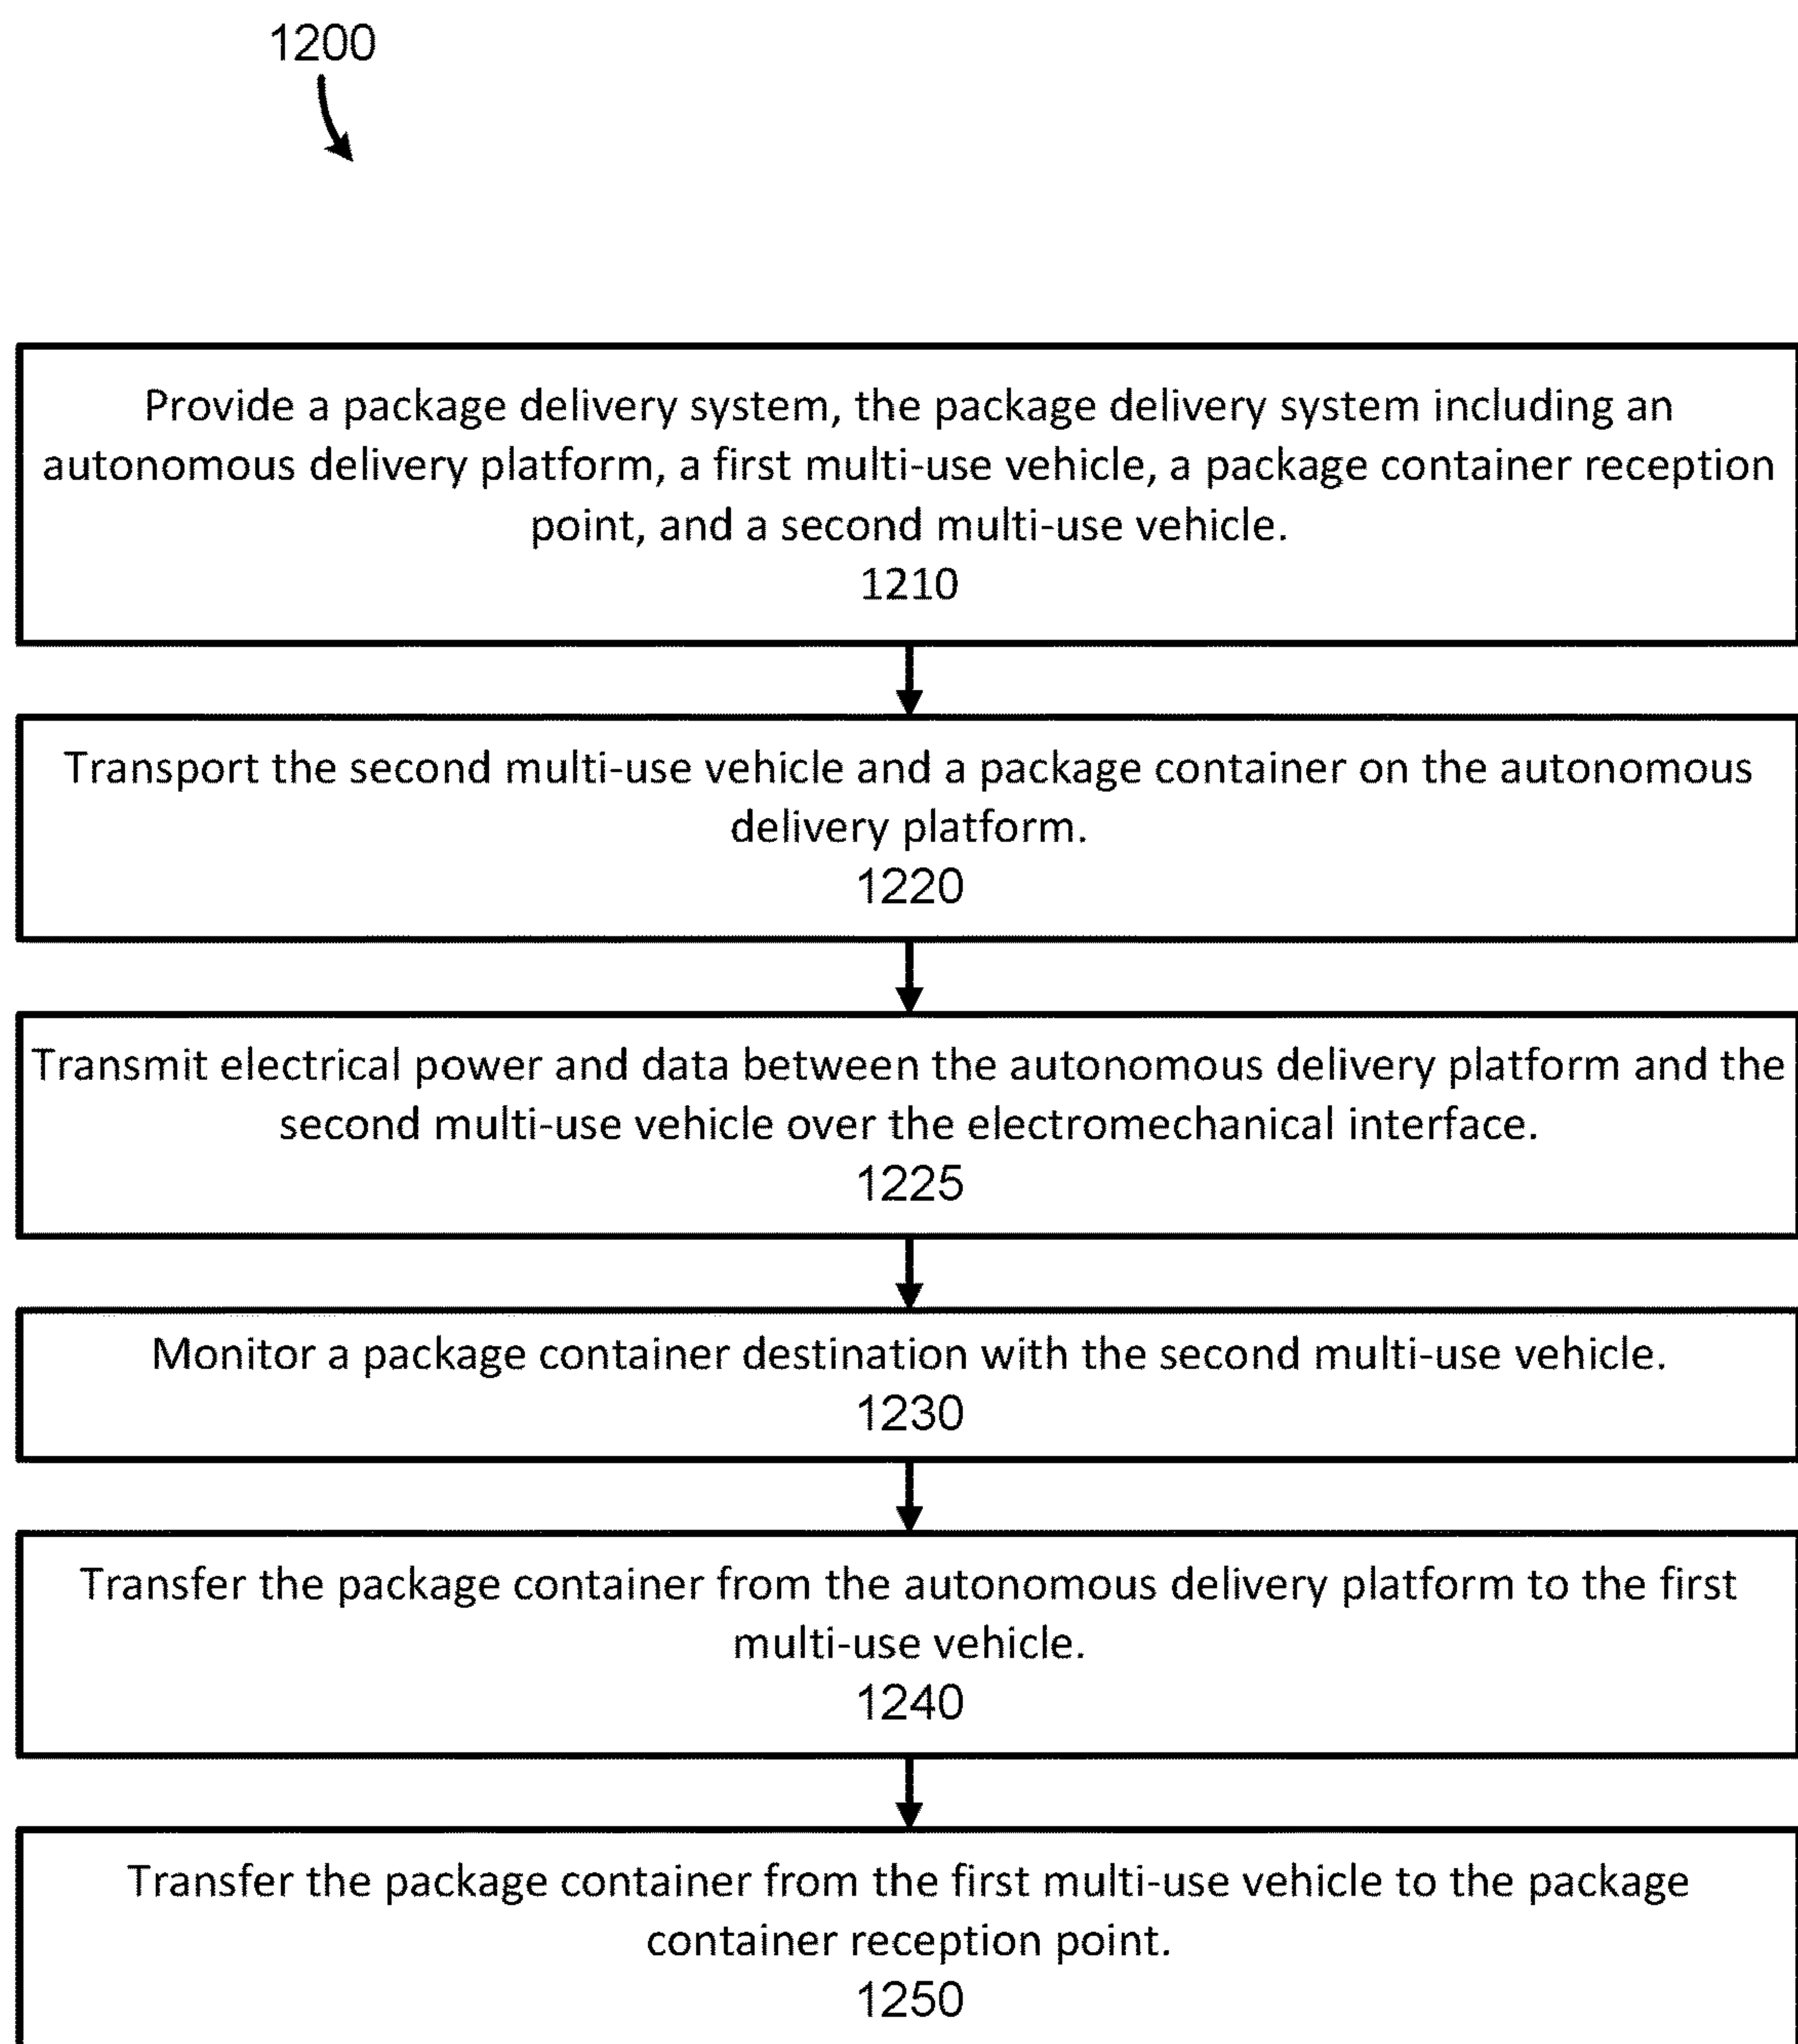 1200
Provide a package delivery system, the package delivery system including an
autonomous delivery platform, a first multi-use vehicle, a package container reception
point, and a second multi-use vehicle.
1210
Transport the second multi-use vehicle and a package container on the autonomous
delivery platform.
1220
Transmit electrical power and data between the autonomous delivery platform and the
second multi-use vehicle over the electromechanical interface.
1225
Monitor a package container destination with the second multi-use vehicle.
1230
Transfer the package container from the autonomous delivery platform to the first
multi-use vehicle.
1240
Transfer the package container from the first multi-use vehicle to the package
container reception point.
1250